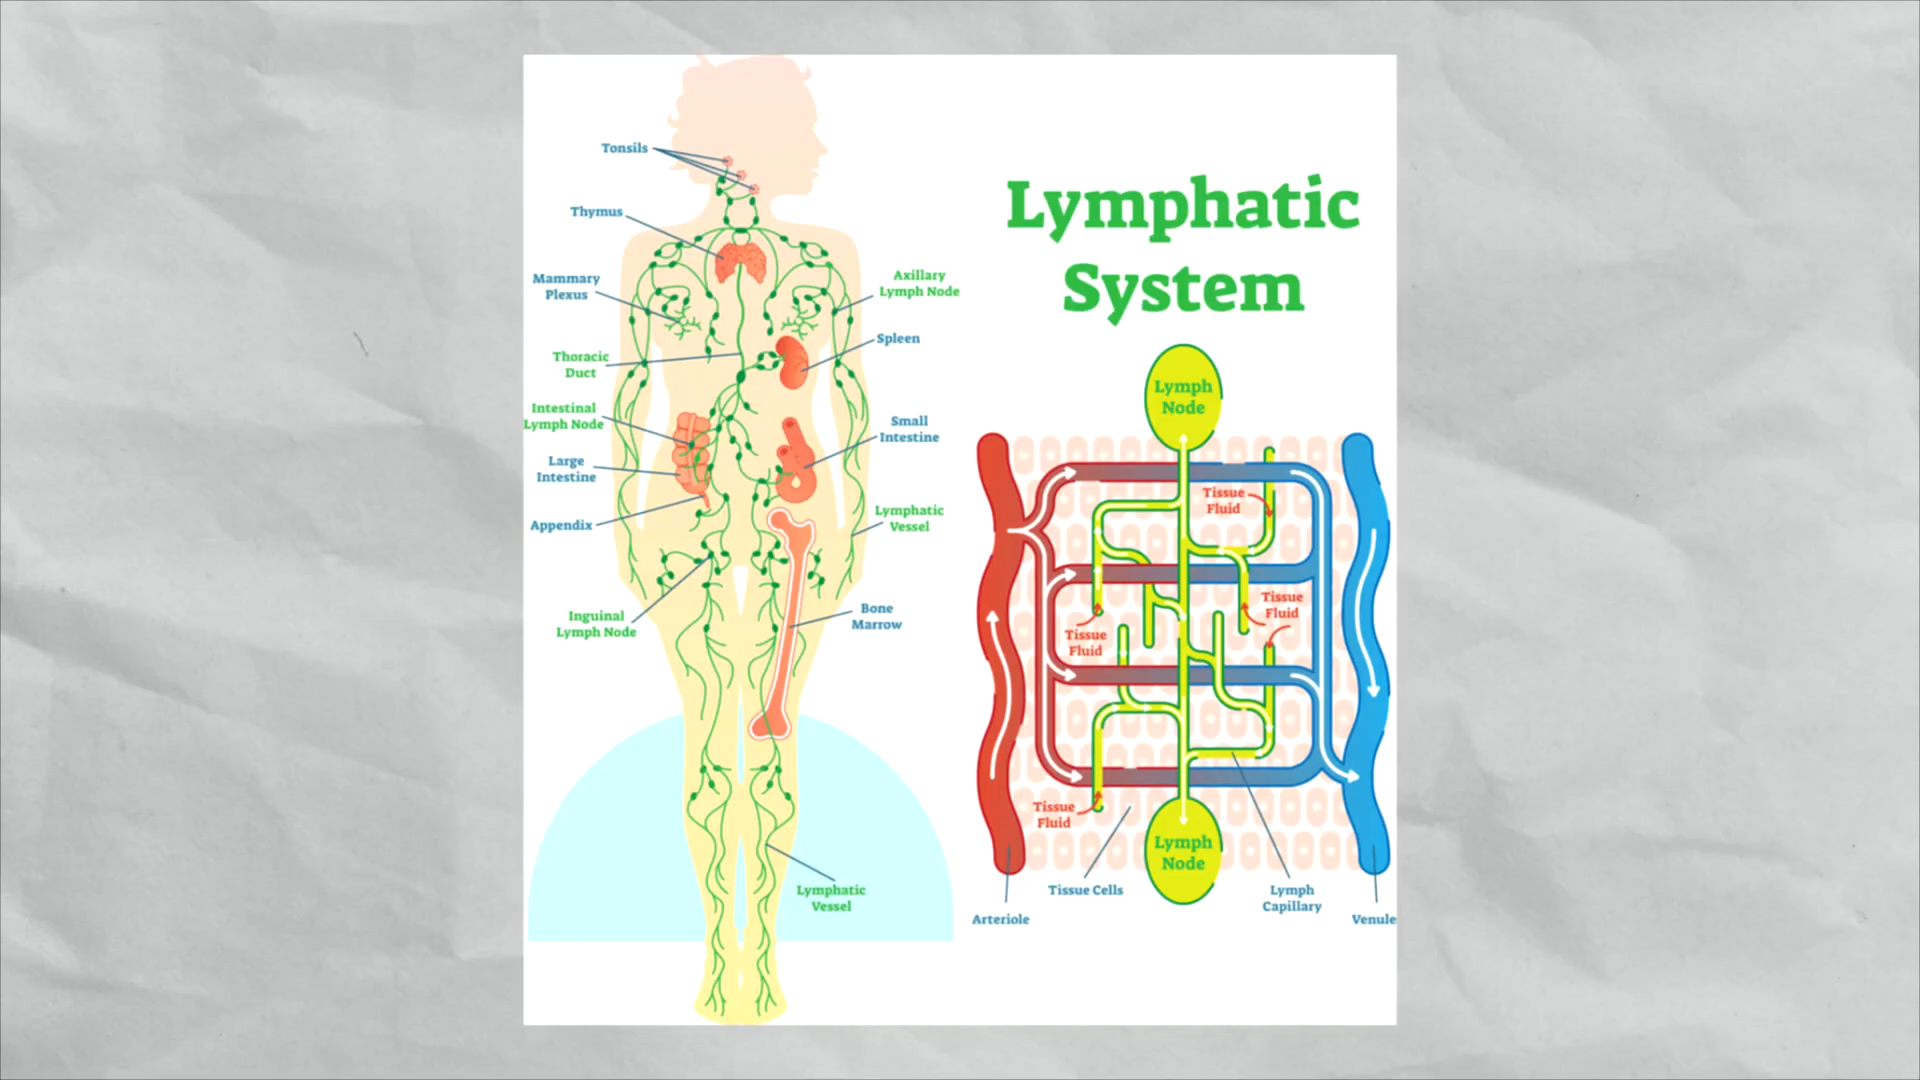 Lymphatic
System
Tonsils
Thymus
Mammary
Plexus
Thoracic
Duct
Intestinal
Lymph Node
Large
Intestine
Appendix
Inguinal
Lymph Node
Axillary
Lymph Node
Spleen
Small
Intestine
Lymphatic
Vessel
Bone
Marrow
Lymphatic
Vessel
Lymph
Node
Tissue
Fluid
Tissue
Fluid
Tissue
Fluid
Tissue
Fluid
Lymph
Node
Arteriole
Tissue Cells
Lymph
Capillary
Venule